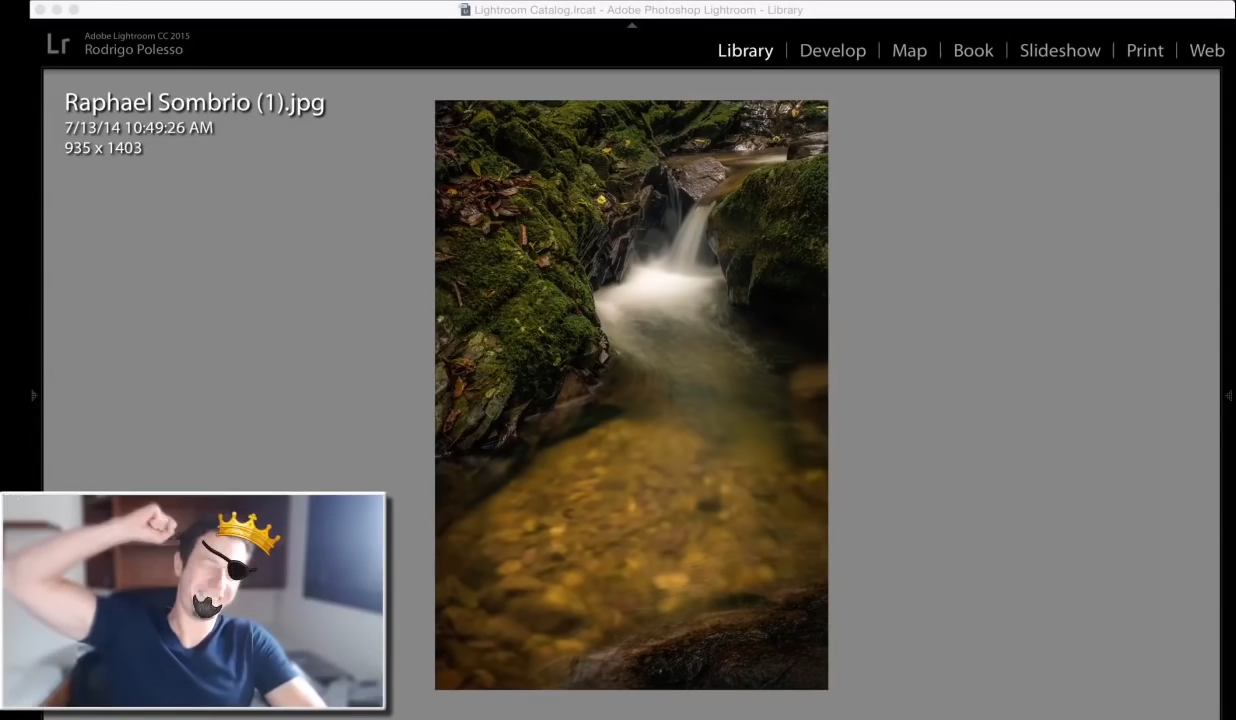 Lightroom Catalog.lrcat - Adobe Photoshop Lightroom - Library
Lr
Adobe Lightroom CC 2015
Rodrigo Polesso
Library | Develop | Map | Book | Slideshow | Print | Web
Raphael Sombrio (1).jpg
7/13/14 10:49:26 AM
935 x 1403